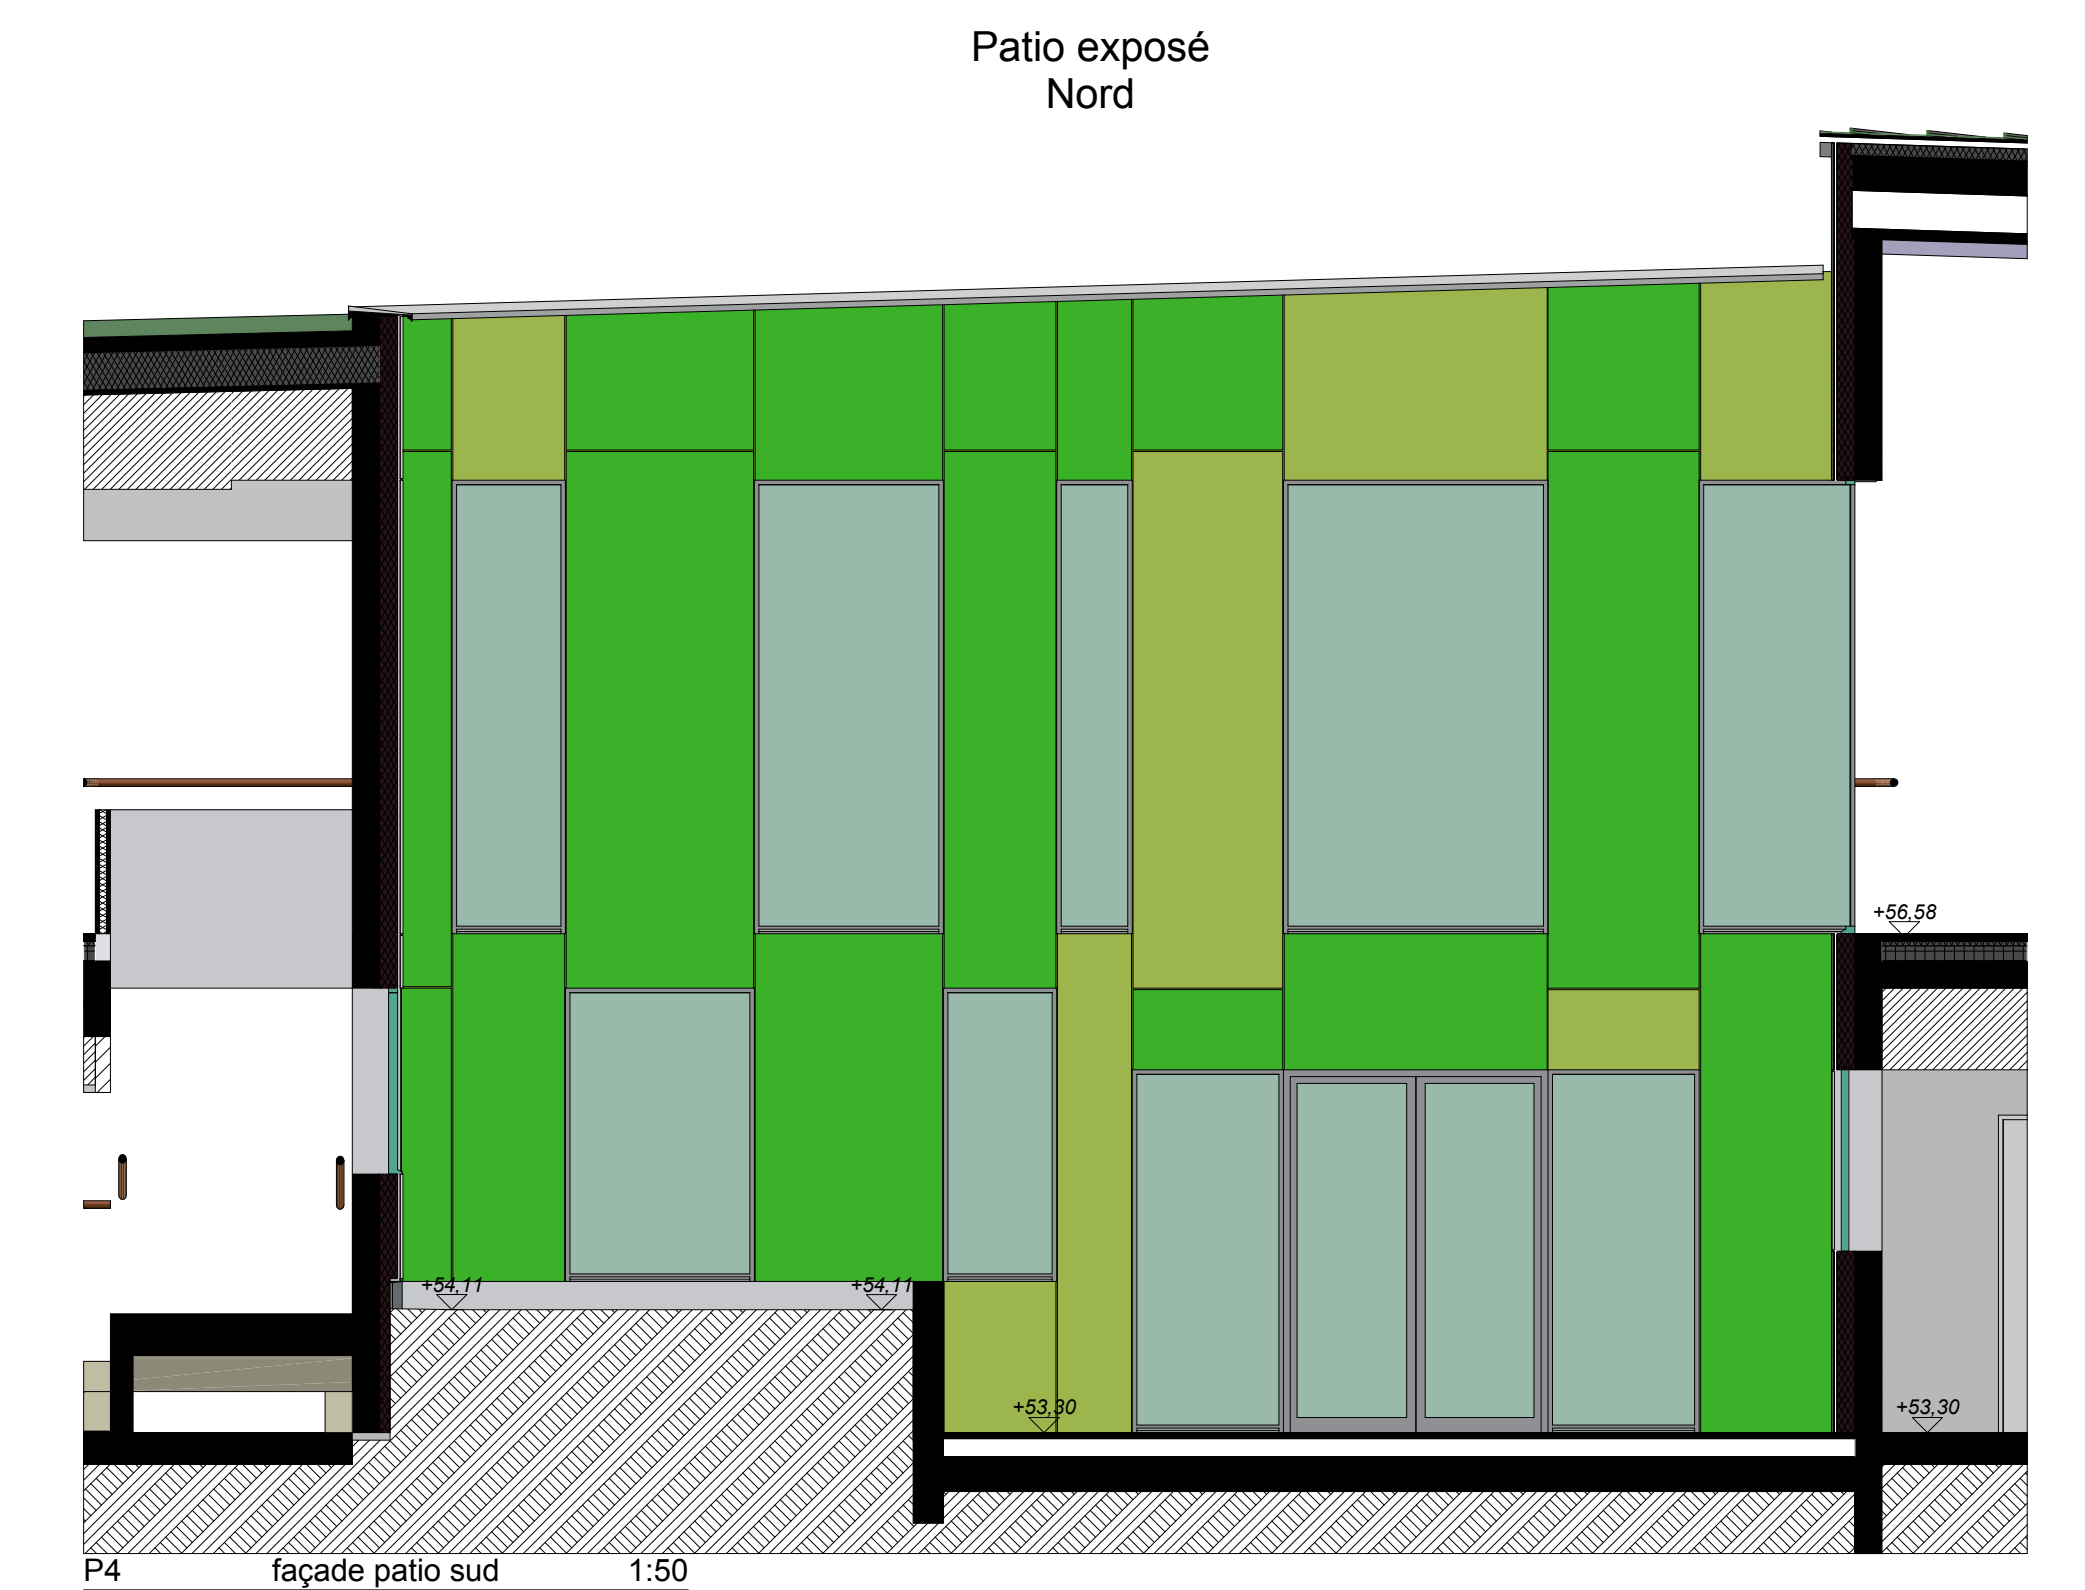 Patio exposé
Nord
+56,58
+54,11
+54,11
+53,30
+53,30
P4 façade patio sud 1:50